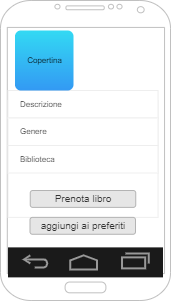 Copertina
Descrizione
Genere
Biblioteca
Prenota libro
aggiungi ai preferiti